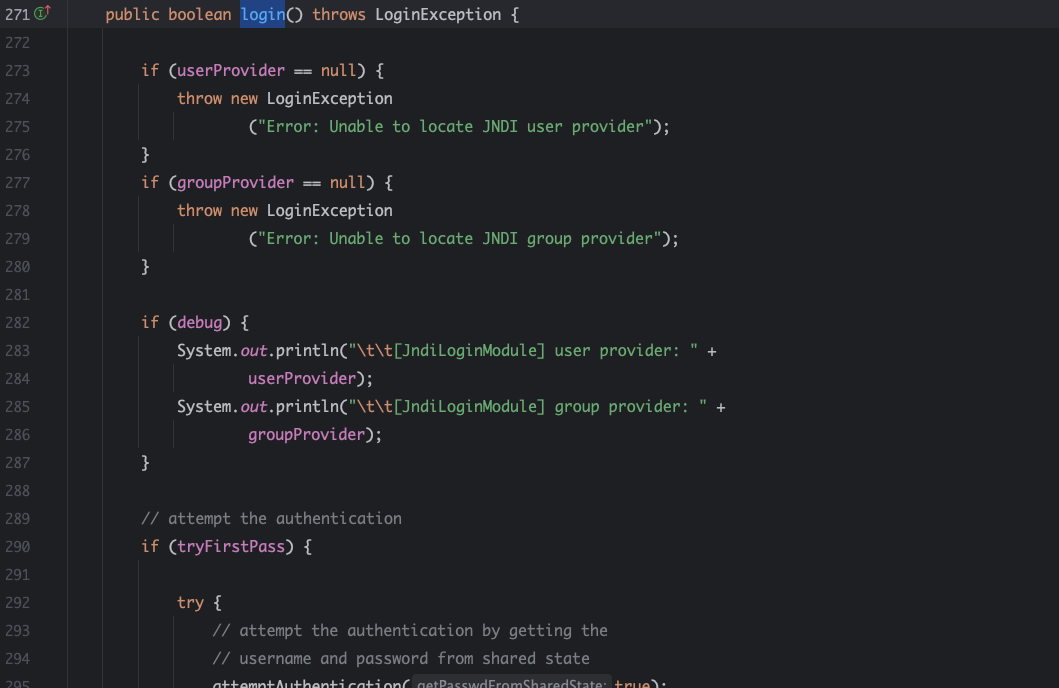 271 public boolean login() throws LoginException {
272
273 if (userProvider == null) {
274 throw new LoginException
275 ("Error: Unable to locate JNDI user provider");
276 }
277 if (groupProvider == null) {
278 throw new LoginException
279 ("Error: Unable to locate JNDI group provider");
280 }
281
282 if (debug) {
283 System.out.println("\t\t[JndiLoginModule] user provider: " +
284 userProvider);
285 System.out.println("\t\t[JndiLoginModule] group provider: " +
286 groupProvider);
287 }
288
289 // attempt the authentication
290 if (tryFirstPass) {
291
292 try {
293 // attempt the authentication by getting the
294 // username and password from shared state
295 attemptAuthentication( getPasswdFromSharedState: true);